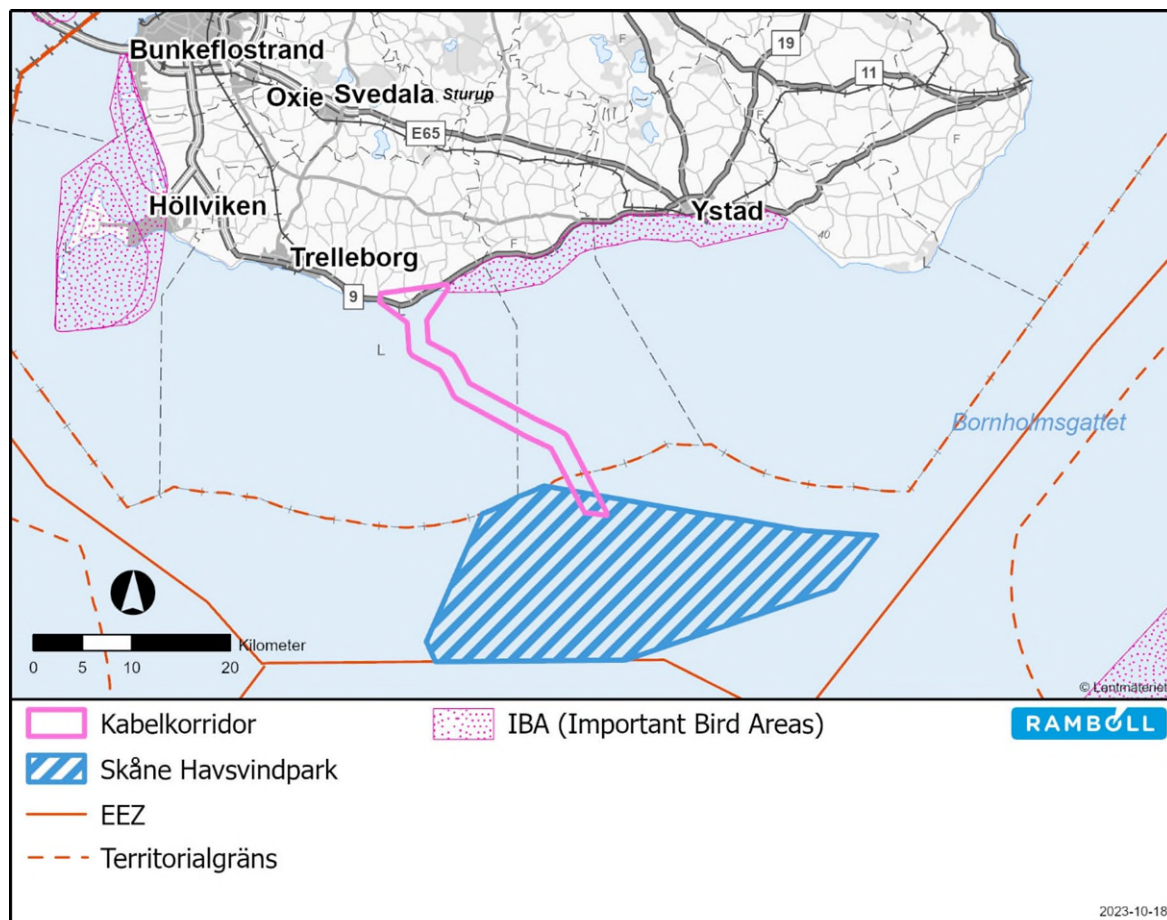 Bunkeflostrand
19
11
Oxie
Svedala
Sturup
F
E65
F
Höllviken
Ystad
F
40
L
Trelleborg
9
L
L
Bornholmsgattet
Kilometer
0 5 10 20
© Lantmäteriet
Kabelkorridor
IBA (Important Bird Areas)
RAMBOLL
Skåne Havsvindpark
EEZ
Territorialgräns
2023-10-18